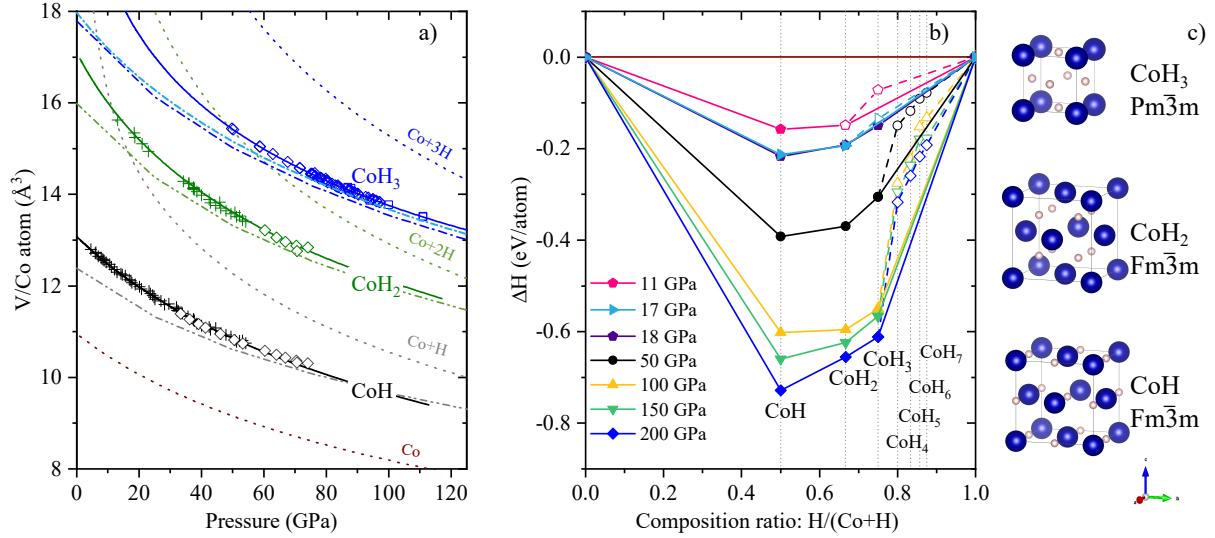 a)
18
16
14
12
10
8
V/Co atom (Å³)
0
20
40
60
80
100
120
Pressure (GPa)
Co+3H
CoH₃
Co+2H
CoH₂
Co+H
CoH
Co
b)
0.0
-0.2
-0.4
-0.6
-0.8
ΔH (eV/atom)
0.0
0.2
0.4
0.6
0.8
1.0
Composition ratio: H/(Co+H)
11 GPa
17 GPa
18 GPa
50 GPa
100 GPa
150 GPa
200 GPa
CoH
CoH₂
CoH₃
CoH₄
CoH₅
CoH₆
CoH₇
c)
CoH₃
Pm3̅m
CoH₂
Fm3̅m
CoH
Fm3̅m